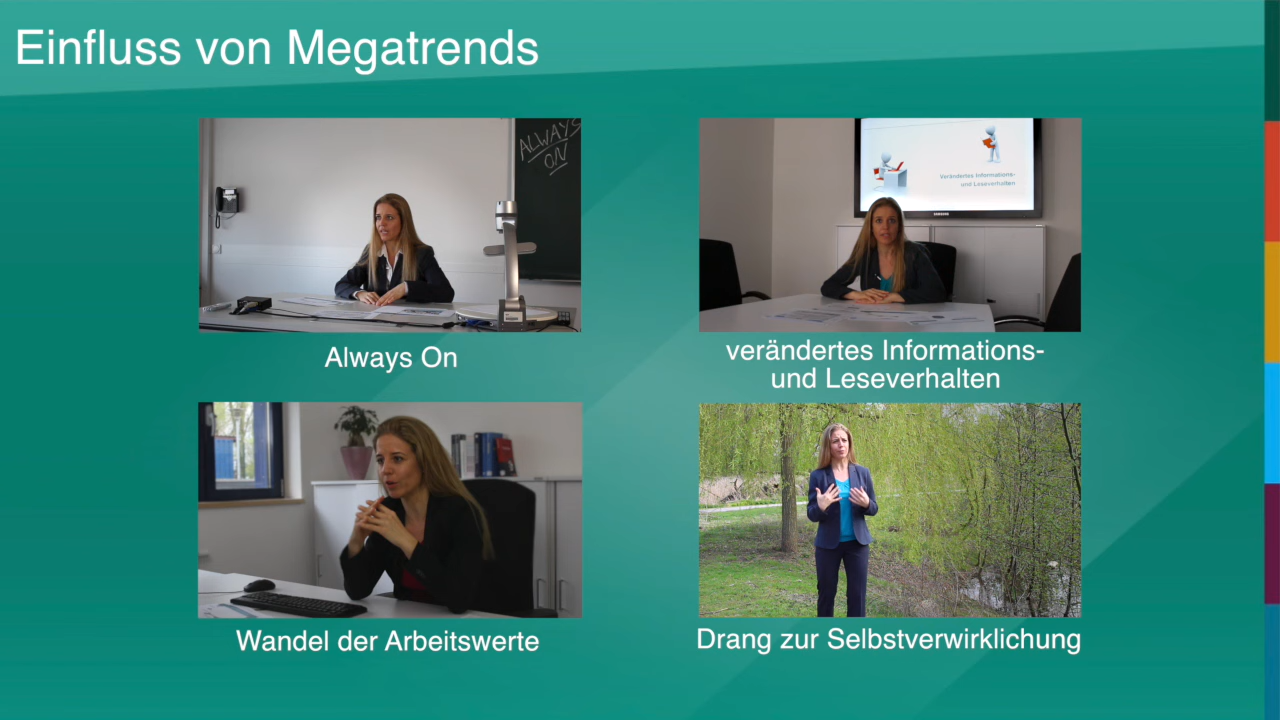 Einfluss von Megatrends
ALWAYS
ON
Verändertes Informations-
und Leseverhalten
SAMSUNG
Always On
verändertes Informations-
und Leseverhalten
Wandel der Arbeitswerte
Drang zur Selbstverwirklichung